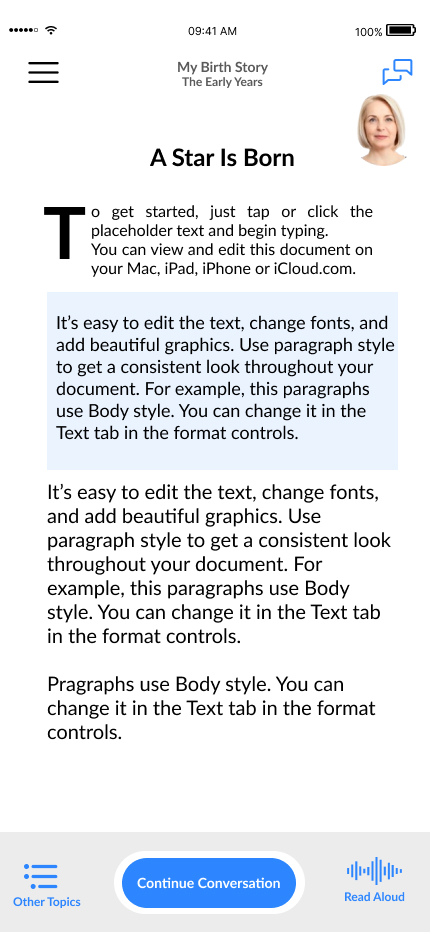 09:41 AM
100%
My Birth Story
The Early Years
A Star Is Born
To get started, just tap or click the
placeholder text and begin typing.
You can view and edit this document on
your Mac, iPad, iPhone or iCloud.com.
It’s easy to edit the text, change fonts, and
add beautiful graphics. Use paragraph style
to get a consistent look throughout your
document. For example, this paragraphs
use Body style. You can change it in the
Text tab in the format controls.
It’s easy to edit the text, change fonts,
and add beautiful graphics. Use
paragraph style to get a consistent look
throughout your document. For
example, this paragraphs use Body
style. You can change it in the Text tab
in the format controls.
Pragraphs use Body style. You can
change it in the Text tab in the format
controls.
Other Topics
Continue Conversation
Read Aloud